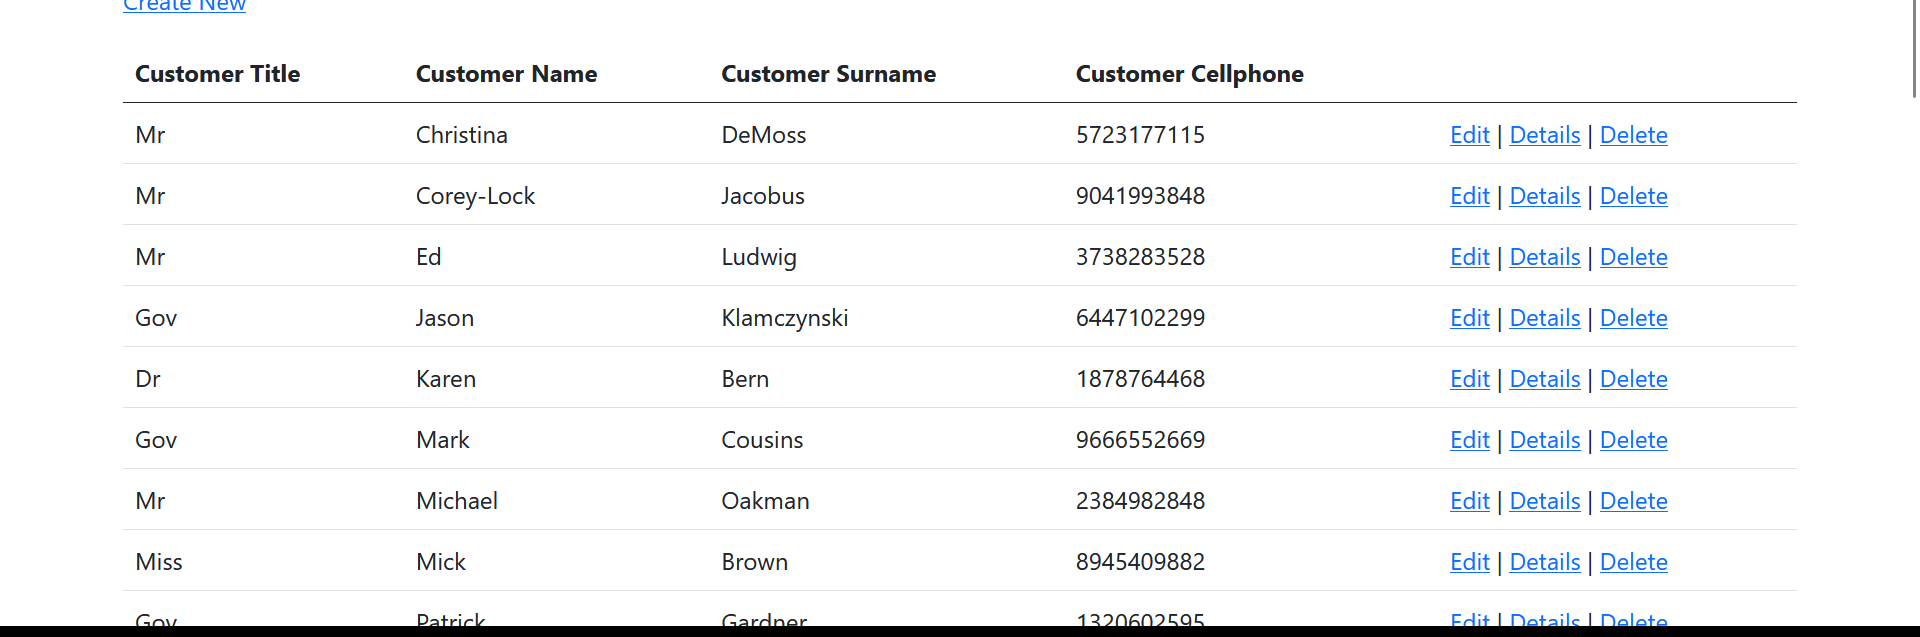 Create New
Customer Title Customer Name Customer Surname Customer Cellphone
Mr Christina DeMoss 5723177115 Edit | Details | Delete
Mr Corey-Lock Jacobus 9041993848 Edit | Details | Delete
Mr Ed Ludwig 3738283528 Edit | Details | Delete
Gov Jason Klamczynski 6447102299 Edit | Details | Delete
Dr Karen Bern 1878764468 Edit | Details | Delete
Gov Mark Cousins 9666552669 Edit | Details | Delete
Mr Michael Oakman 2384982848 Edit | Details | Delete
Miss Mick Brown 8945409882 Edit | Details | Delete
Gov Patrick Gardner 1320602595 Edit | Details | Delete